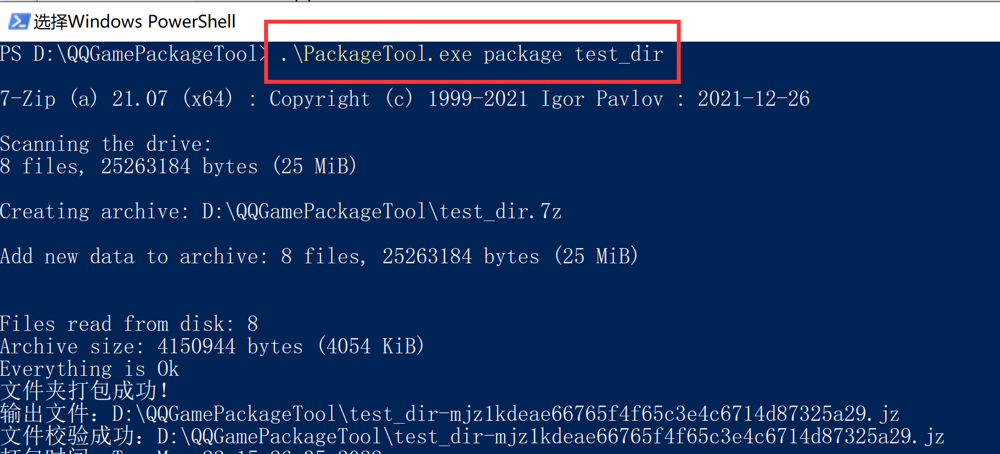 选择Windows PowerShell
PS D:\QQGamePackageTool> .\PackageTool.exe package test_dir
7-Zip (a) 21.07 (x64) : Copyright (c) 1999-2021 Igor Pavlov : 2021-12-26
Scanning the drive:
8 files, 25263184 bytes (25 MiB)
Creating archive: D:\QQGamePackageTool\test_dir.7z
Add new data to archive: 8 files, 25263184 bytes (25 MiB)
Files read from disk: 8
Archive size: 4150944 bytes (4054 KiB)
Everything is Ok
文件夹打包成功!
输出文件：D:\QQGamePackageTool\test_dir-mjz1kdeae66765f4f65c3e4c6714d87325a29.jz
文件校验成功：D:\QQGamePackageTool\test_dir-mjz1kdeae66765f4f65c3e4c6714d87325a29.jz